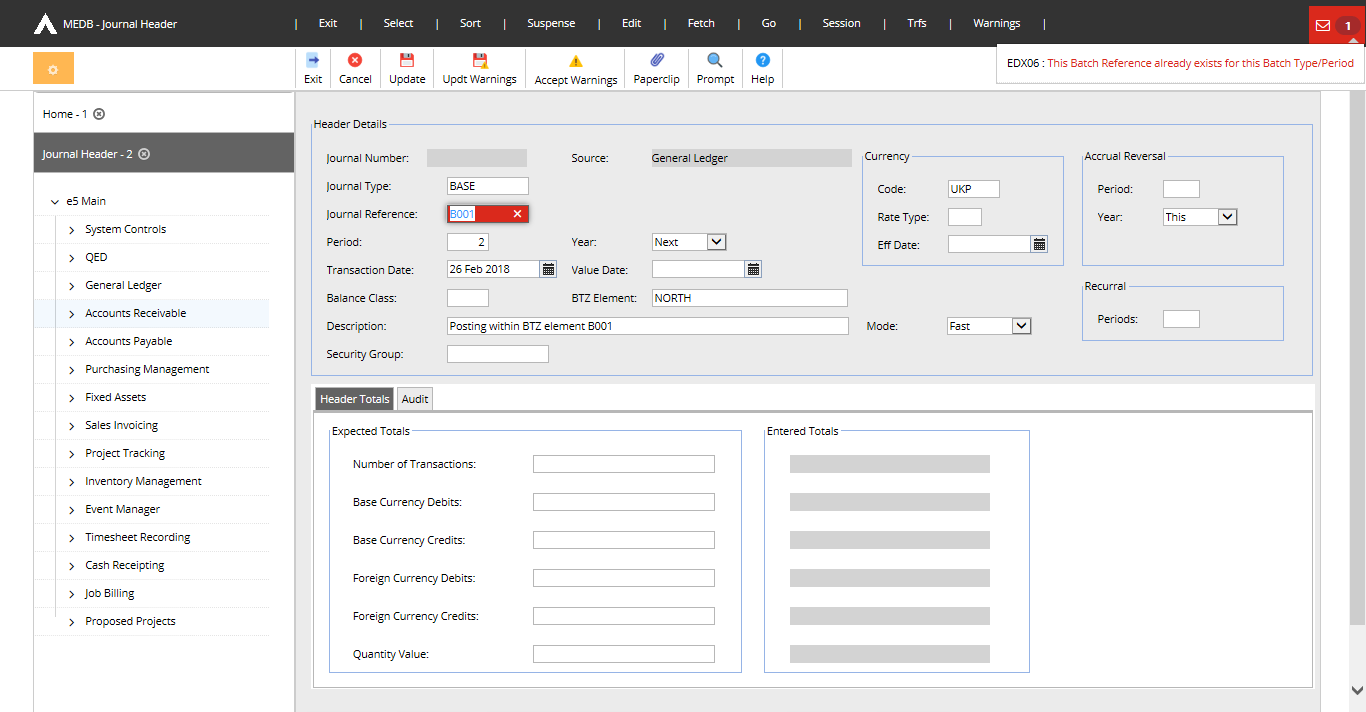 MEDB - Journal Header | Exit | Select | Sort | Suspense | Edit | Fetch | Go | Session | Trfs | Warnings | 1
Exit Cancel Update Updt Warnings Accept Warnings Paperclip Prompt Help
EDX06 : This Batch Reference already exists for this Batch Type/Period
Home - 1
Journal Header - 2
e5 Main
System Controls
QED
General Ledger
Accounts Receivable
Accounts Payable
Purchasing Management
Fixed Assets
Sales Invoicing
Project Tracking
Inventory Management
Event Manager
Timesheet Recording
Cash Receipting
Job Billing
Proposed Projects
Header Details
Journal Number: Source: General Ledger
Journal Type: BASE
Journal Reference: B001
Period: 2 Year: Next
Transaction Date: 26 Feb 2018 Value Date:
Balance Class: BTZ Element: NORTH
Description: Posting within BTZ element B001 Mode: Fast
Security Group:
Currency
Code: UKP
Rate Type:
Eff Date:
Accrual Reversal
Period:
Year: This
Recurral
Periods:
Header Totals Audit
Expected Totals
Number of Transactions:
Base Currency Debits:
Base Currency Credits:
Foreign Currency Debits:
Foreign Currency Credits:
Quantity Value:
Entered Totals